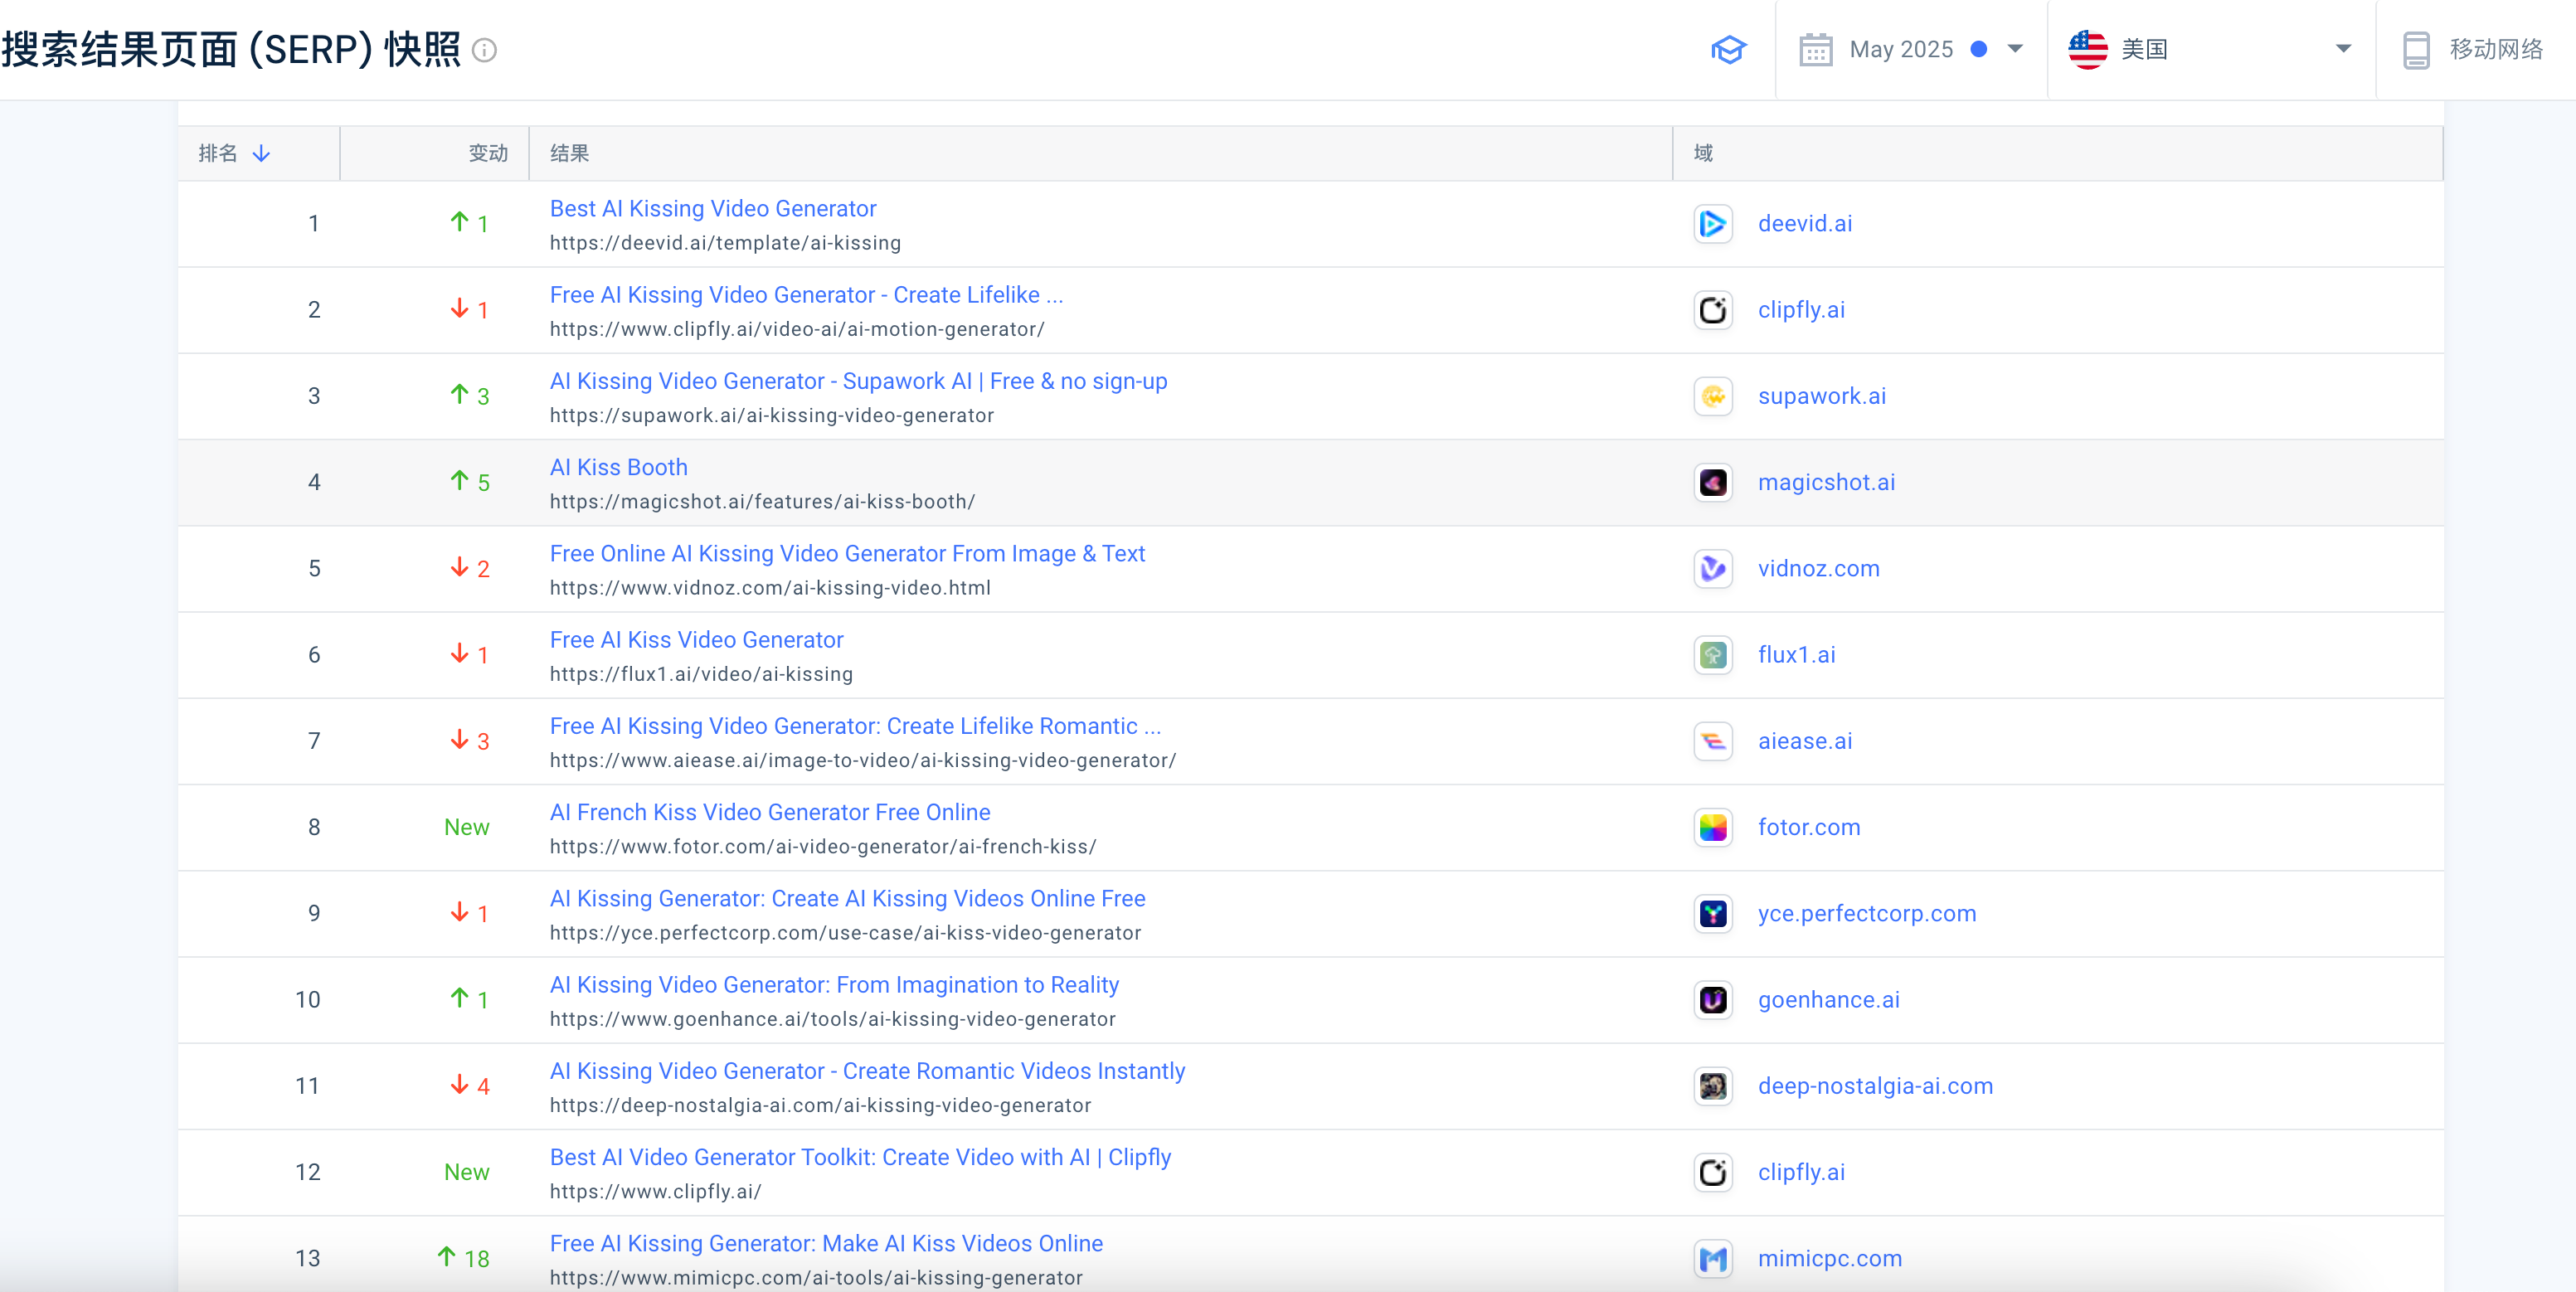 搜索结果页面 (SERP) 快照
May 2025
美国
移动网络
排名 变动 结果 域
1 ↑ 1 Best AI Kissing Video Generator deevid.ai
https://deevid.ai/template/ai-kissing
2 ↓ 1 Free AI Kissing Video Generator - Create Lifelike ... clipfly.ai
https://www.clipfly.ai/video-ai/ai-motion-generator/
3 ↑ 3 AI Kissing Video Generator - Supawork AI | Free & no sign-up supawork.ai
https://supawork.ai/ai-kissing-video-generator
4 ↑ 5 AI Kiss Booth magicshot.ai
https://magicshot.ai/features/ai-kiss-booth/
5 ↓ 2 Free Online AI Kissing Video Generator From Image & Text vidnoz.com
https://www.vidnoz.com/ai-kissing-video.html
6 ↓ 1 Free AI Kiss Video Generator flux1.ai
https://flux1.ai/video/ai-kissing
7 ↓ 3 Free AI Kissing Video Generator: Create Lifelike Romantic ... aiease.ai
https://www.aiease.ai/image-to-video/ai-kissing-video-generator/
8 New AI French Kiss Video Generator Free Online fotor.com
https://www.fotor.com/ai-video-generator/ai-french-kiss/
9 ↓ 1 AI Kissing Generator: Create AI Kissing Videos Online Free yce.perfectcorp.com
https://yce.perfectcorp.com/use-case/ai-kiss-video-generator
10 ↑ 1 AI Kissing Video Generator: From Imagination to Reality goenhance.ai
https://www.goenhance.ai/tools/ai-kissing-video-generator
11 ↓ 4 AI Kissing Video Generator - Create Romantic Videos Instantly deep-nostalgia-ai.com
https://deep-nostalgia-ai.com/ai-kissing-video-generator
12 New Best AI Video Generator Toolkit: Create Video with AI | Clipfly clipfly.ai
https://www.clipfly.ai/
13 ↑ 18 Free AI Kissing Generator: Make AI Kiss Videos Online mimicpc.com
https://www.mimicpc.com/ai-tools/ai-kissing-generator